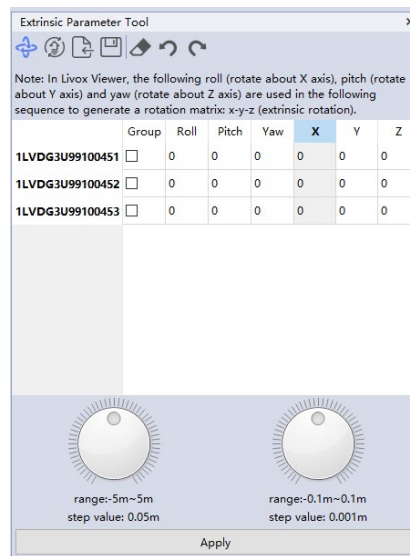 Extrinsic Parameter Tool
Note: In Livox Viewer, the following roll (rotate about X axis), pitch (rotate
about Y axis) and yaw (rotate about Z axis) are used in the following
sequence to generate a rotation matrix: x-y-z (extrinsic rotation).
Group Roll Pitch Yaw X Y Z
1LVDG3U99100451 0 0 0 0 0 0
1LVDG3U99100452 0 0 0 0 0 0
1LVDG3U99100453 0 0 0 0 0 0
range:-5m~5m range:-0.1m~0.1m
step value: 0.05m step value: 0.001m
Apply